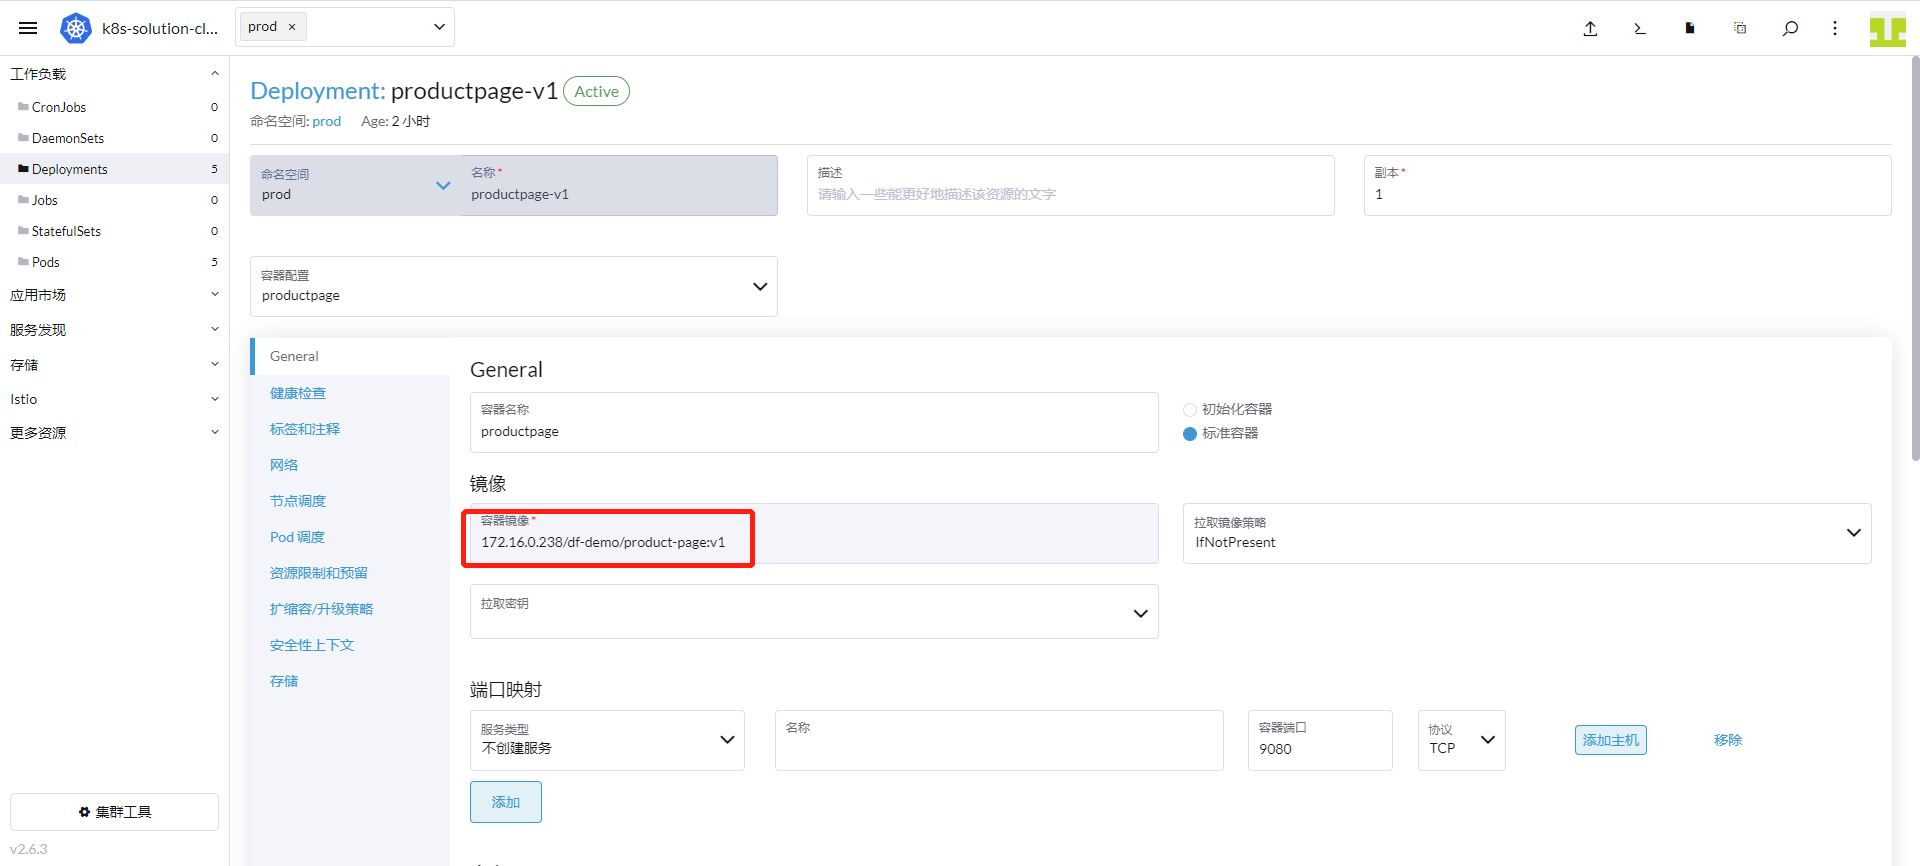 k8s-solution-cl...
prod ×
工作负载
CronJobs 0
DaemonSets 0
Deployments 5
Jobs 0
StatefulSets 0
Pods 5
应用市场
服务发现
存储
Istio
更多资源
集群工具
v2.6.3
Deployment: productpage-v1 Active
命名空间: prod Age: 2 小时
命名空间
prod
名称*
productpage-v1
描述
请输入一些能更好地描述该资源的文字
副本*
1
容器配置
productpage
General
健康检查
标签和注释
网络
节点调度
Pod 调度
资源限制和预留
扩缩容/升级策略
安全性上下文
存储
General
容器名称
productpage
初始化容器
标准容器
镜像
容器镜像*
172.16.0.238/df-demo/product-page:v1
拉取镜像策略
IfNotPresent
拉取密钥
端口映射
服务类型
不创建服务
名称
容器端口
9080
协议
TCP
添加主机
移除
添加